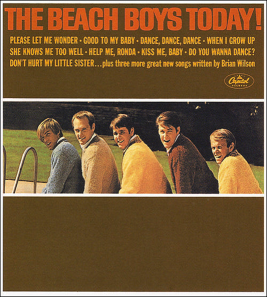 THE BEACH BOYS TODAY!
PLEASE LET ME WONDER • GOOD TO MY BABY • DANCE, DANCE, DANCE • WHEN I GROW UP
SHE KNOWS ME TOO WELL • HELP ME, RONDA • KISS ME, BABY • DO YOU WANNA DANCE?
DON'T HURT MY LITTLE SISTER...plus three more great new songs written by Brian Wilson
Capitol